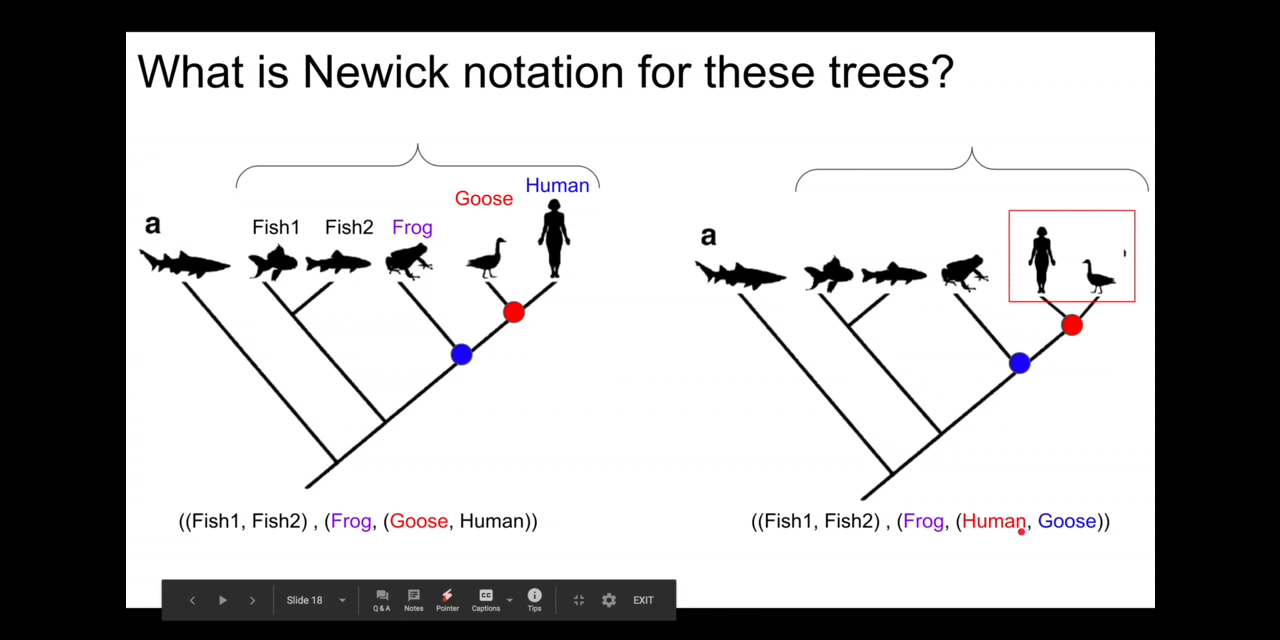 What is Newick notation for these trees?
Human
Goose
a Fish1 Fish2 Frog
a
((Fish1, Fish2) , (Frog, (Goose, Human))
((Fish1, Fish2) , (Frog, (Human, Goose))
Slide 18 Q & A Notes Pointer CC Captions Tips EXIT